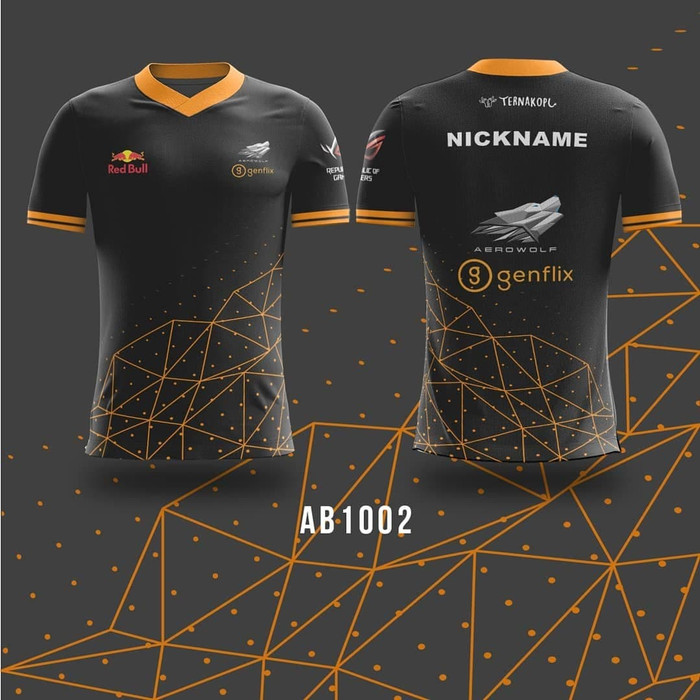 Red Bull
AEROWOLF
genflix
REPUBLIC OF
GAMERS
TERNAKOPI
NICKNAME
AEROWOLF
genflix
AB1002